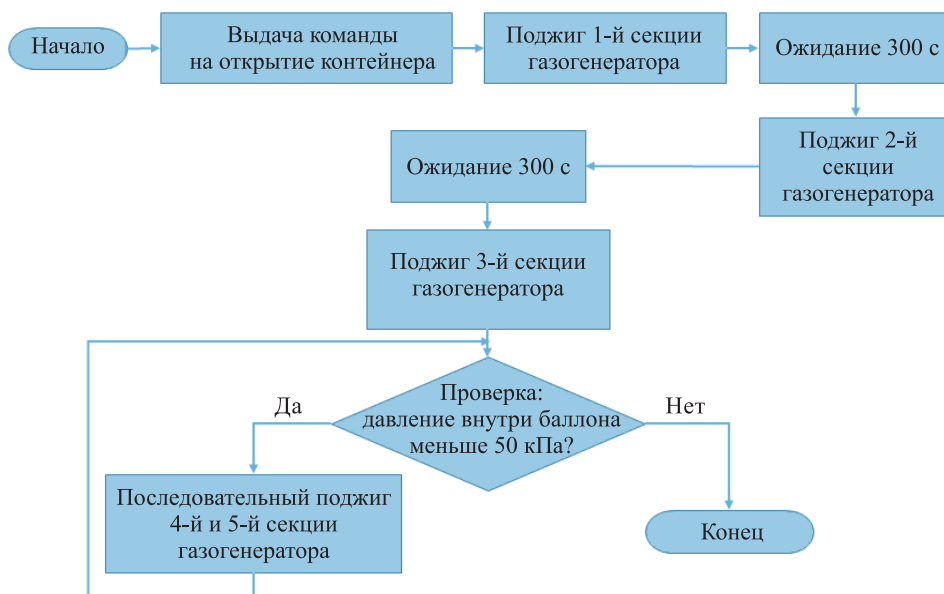 Начало
Выдача команды
на открытие контейнера
Поджиг 1-й секции
газогенератора
Ожидание 300 с
Поджиг 2-й
секции
газогенератора
Ожидание 300 с
Поджиг 3-й секции
газогенератора
Проверка:
давление внутри баллона
меньше 50 кПа?
Да
Нет
Последовательный поджиг
4-й и 5-й секции
газогенератора
Конец